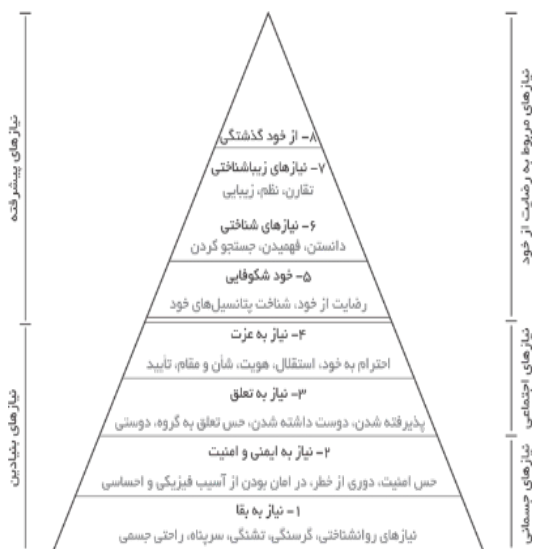 ۸- از خود گذشتگی
۷- نیازهای زیباشناختی
تقارن، نظم، زیبایی
۶- نیازهای شناختی
دانستن، فهمیدن، جستجو کردن
۵- خود شکوفایی
رضایت از خود، شناخت پتانسیل‌های خود
۴- نیاز به عزت
احترام به خود، استقلال، هویت، شأن و مقام، تأیید
۳- نیاز به تعلق
پذیرفته شدن، دوست داشته شدن، حس تعلق به گروه، دوستی
۲- نیاز به ایمنی و امنیت
حس امنیت، دوری از خطر، در امان بودن از آسیب فیزیکی و احساسی
۱- نیاز به بقا
نیازهای روانشناختی، گرسنگی، تشنگی، سرپناه، راحتی جسمی
نیازهای مربوط به رضایت از خود
نیازهای اجتماعی
نیازهای جسمانی
نیازهای پیشرفته
نیازهای بنیادین